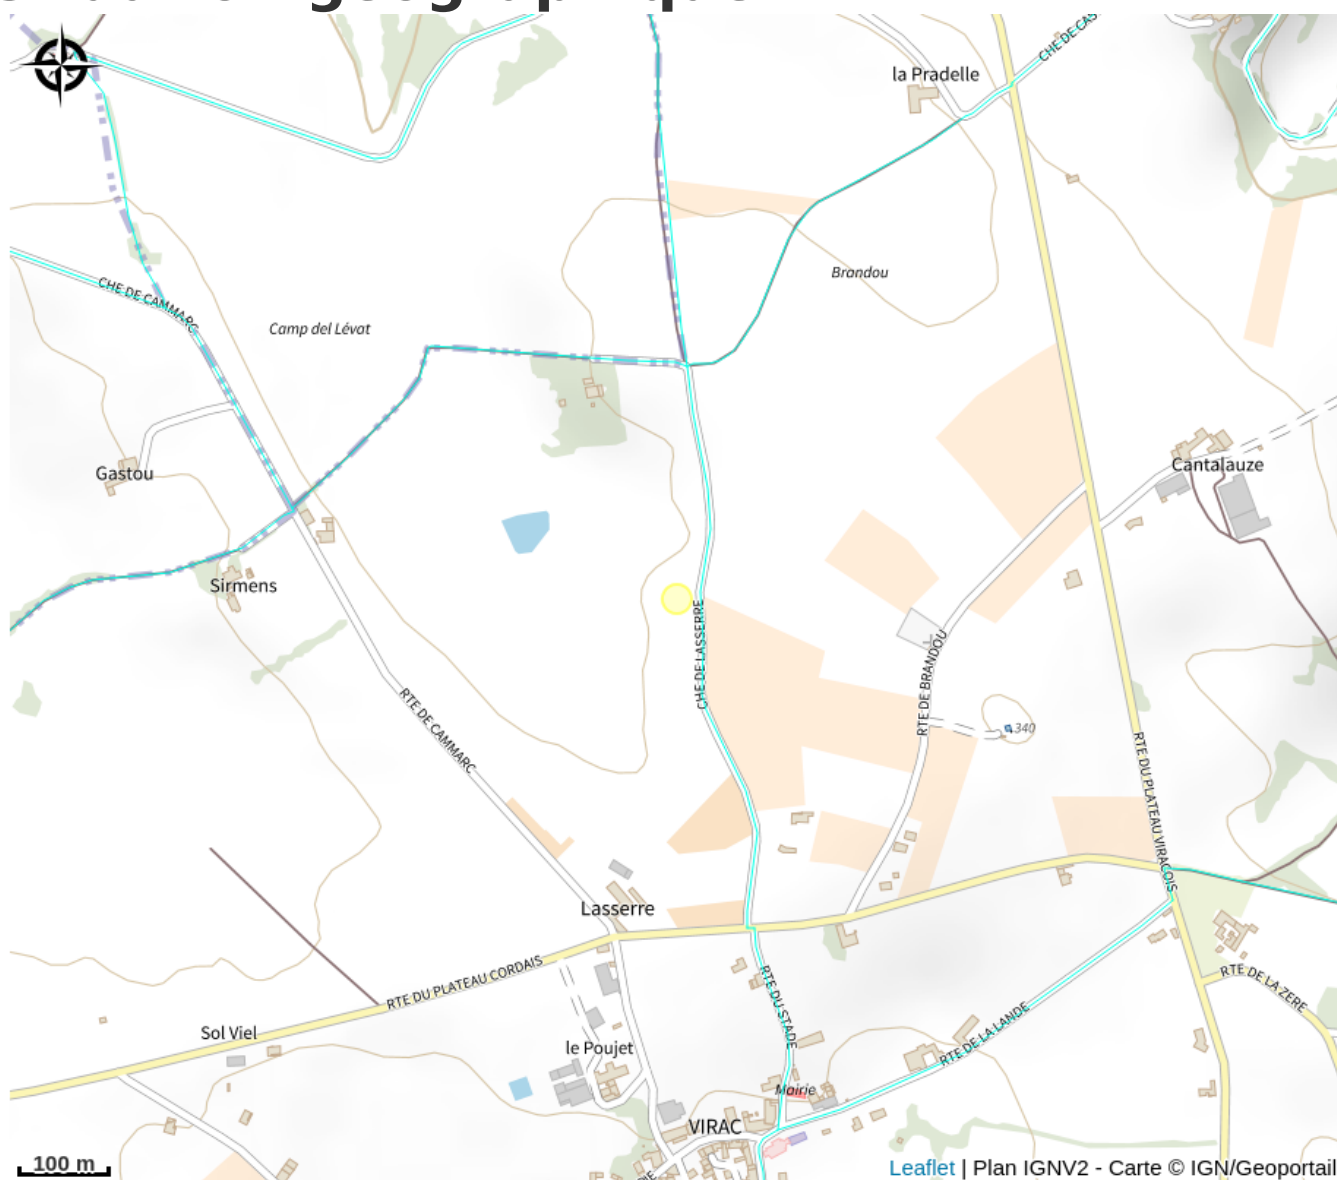 la Pradelle
CHE DE CAS
Brandou
CHE DE CAMMARC
Camp del Lévat
Gastou
Cantalauze
Sirmens
CHE DE LASSERRE
RTE DE BRANDOU
340
RTE DE CAMMARC
RTE DU PLATEAU VIRACOIS
Lasserre
RTE DU PLATEAU CORDAIS
RTE DU STADE
RTE DE LA ZERE
Sol Viel
le Poujet
RTE DE LA LANDE
Mairie
VIRAC
100 m
Leaflet | Plan IGNV2 - Carte © IGN/Geoportail